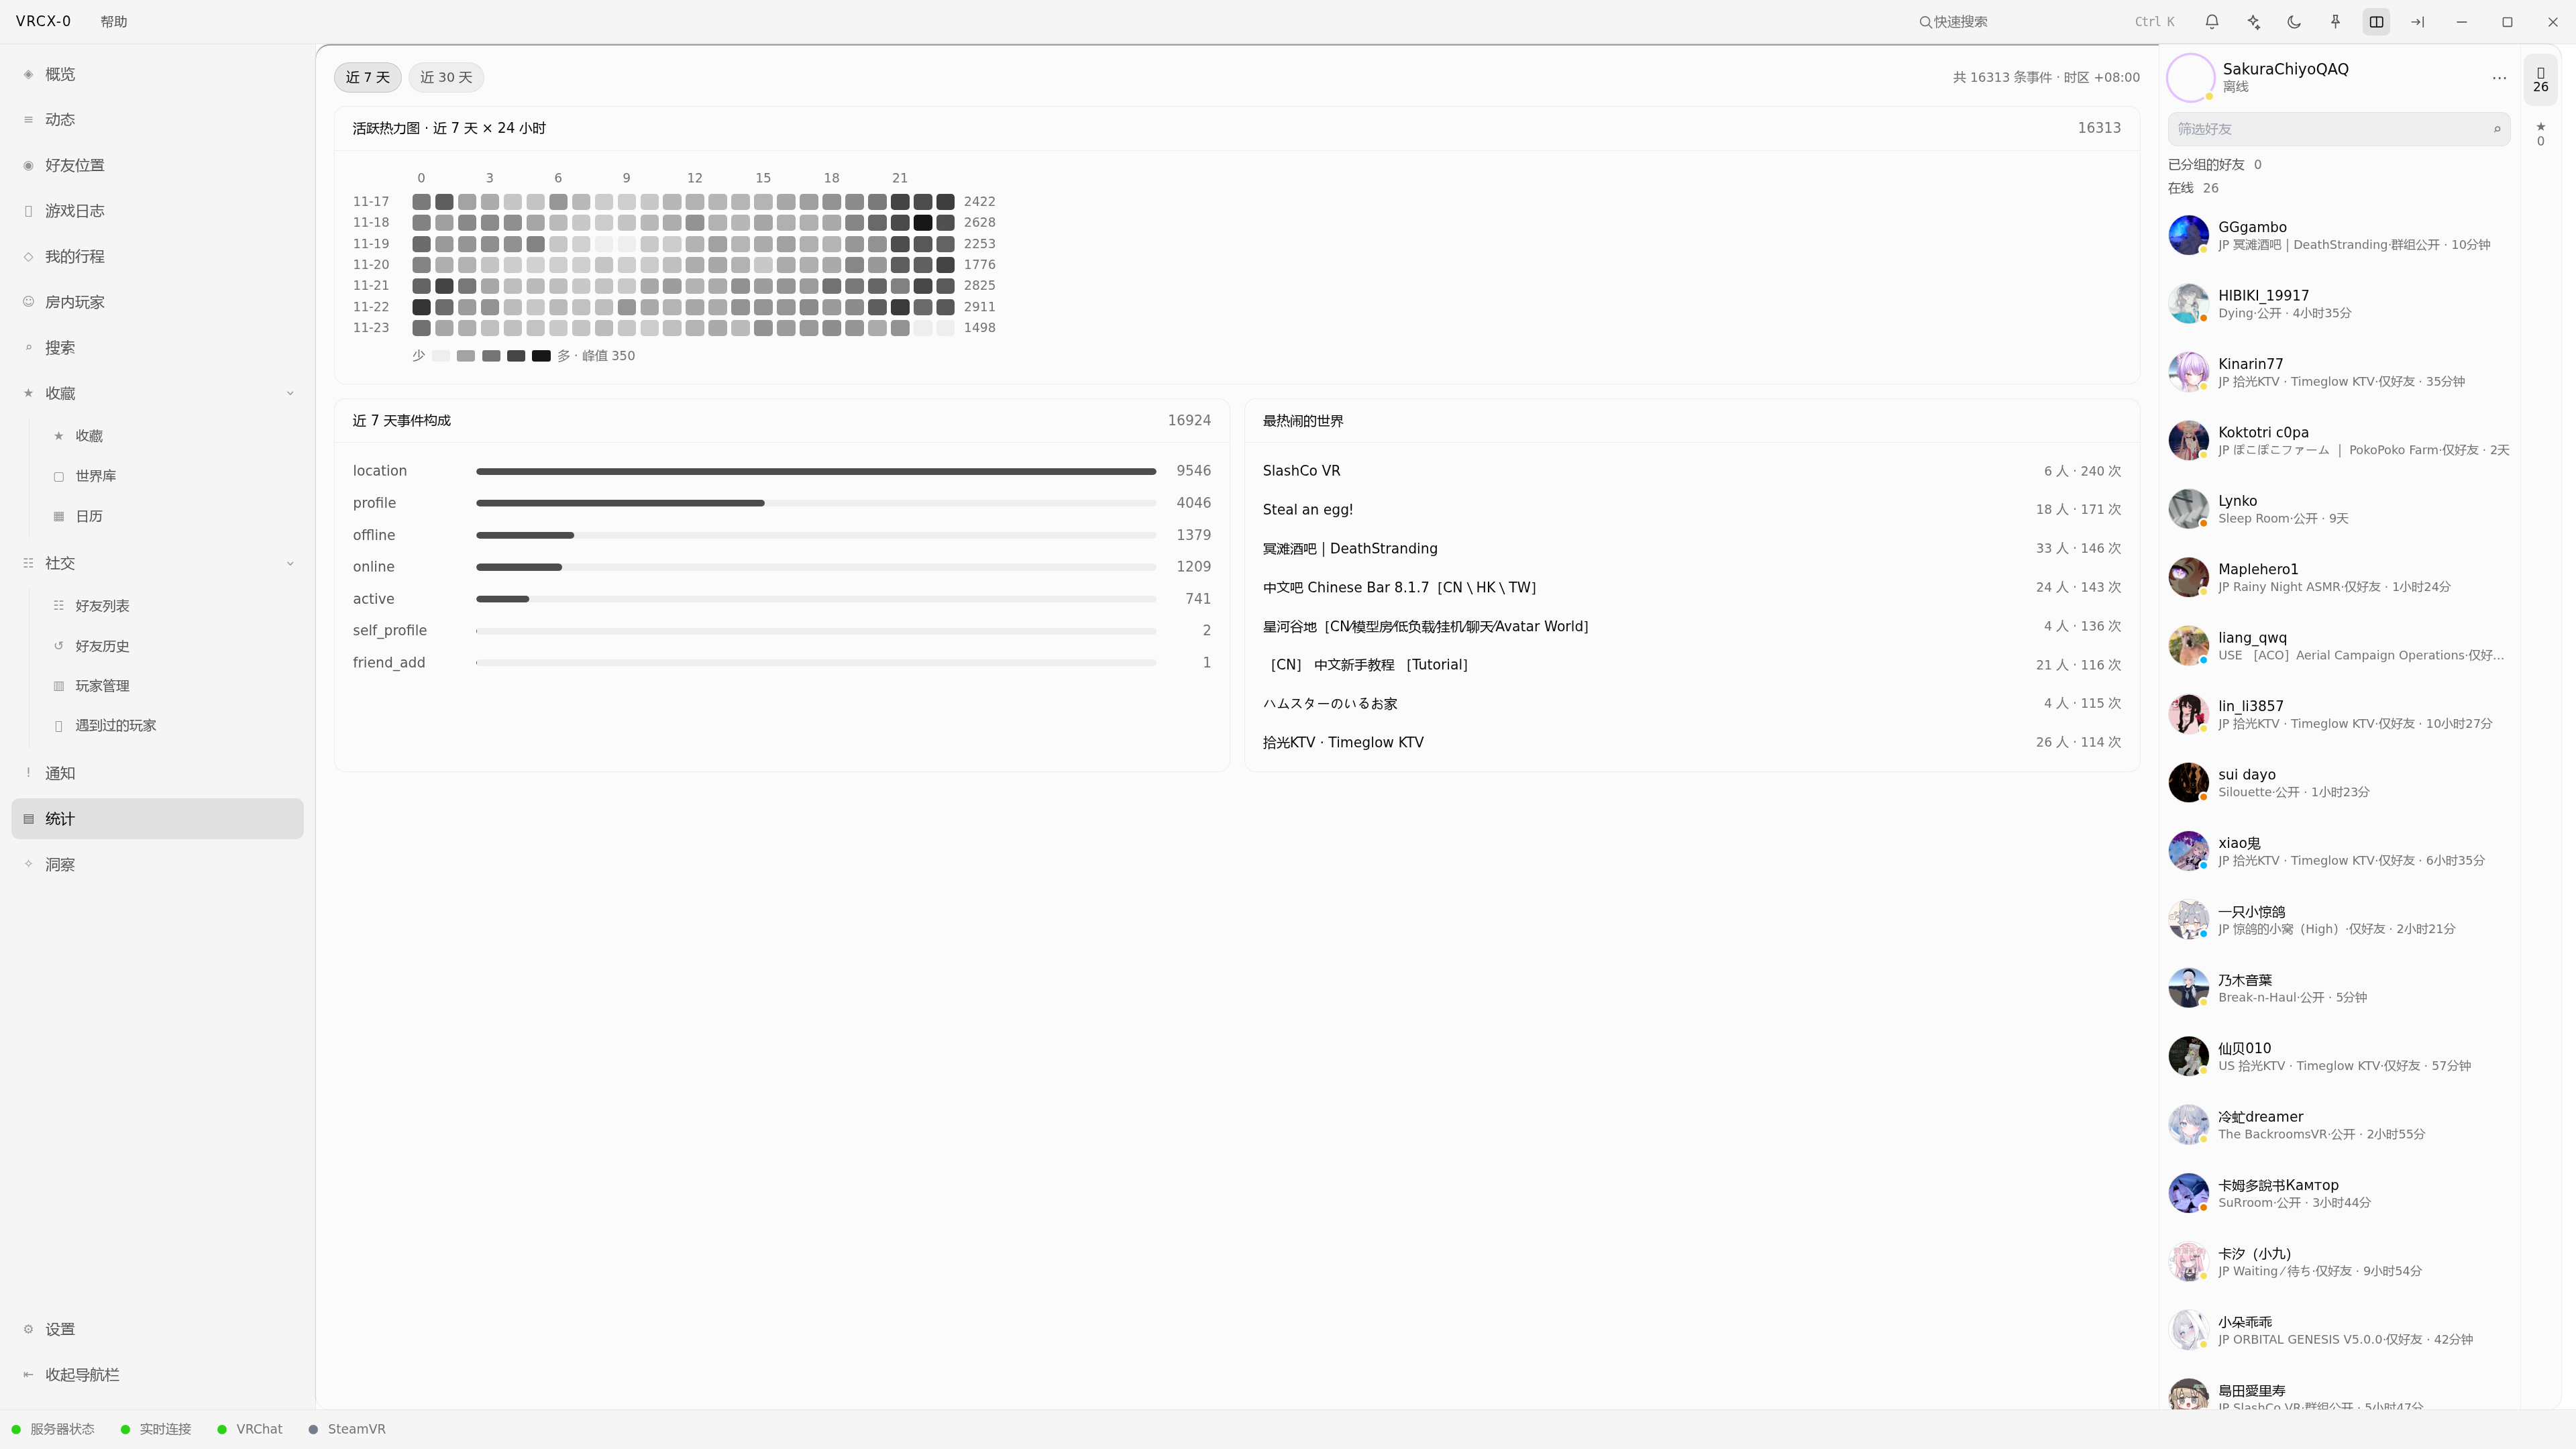 VRCX-0 帮助 快速搜索 Ctrl K
概览
动态
好友位置
游戏日志
我的行程
房内玩家
搜索
收藏
收藏
世界库
日历
社交
好友列表
好友历史
玩家管理
遇到过的玩家
通知
统计
洞察
设置
收起导航栏
近 7 天 近 30 天 共 16313 条事件 · 时区 +08:00
活跃热力图 · 近 7 天 × 24 小时 16313
0 3 6 9 12 15 18 21
11-17 2422
11-18 2628
11-19 2253
11-20 1776
11-21 2825
11-22 2911
11-23 1498
少 多 · 峰值 350
近 7 天事件构成 16924
location 9546
profile 4046
offline 1379
online 1209
active 741
self_profile 2
friend_add 1
最热闹的世界
SlashCo VR 6 人 · 240 次
Steal an egg! 18 人 · 171 次
冥滩酒吧 | DeathStranding 33 人 · 146 次
中文吧 Chinese Bar 8.1.7［CN \ HK \ TW］ 24 人 · 143 次
星河谷地［CN⁄模型房⁄低负载⁄挂机⁄聊天⁄Avatar World］ 4 人 · 136 次
［CN］ 中文新手教程 ［Tutorial］ 21 人 · 116 次
ハムスターのいるお家 4 人 · 115 次
拾光KTV · Timeglow KTV 26 人 · 114 次
SakuraChiyoQAQ
离线
筛选好友
已分组的好友 0
在线 26
GGgambo
JP 冥滩酒吧 | DeathStranding·群组公开 · 10分钟
HIBIKI_19917
Dying·公开 · 4小时35分
Kinarin77
JP 拾光KTV · Timeglow KTV·仅好友 · 35分钟
Koktotri c0pa
JP ぽこぽこファーム ｜ PokoPoko Farm·仅好友 · 2天
Lynko
Sleep Room·公开 · 9天
Maplehero1
JP Rainy Night ASMR·仅好友 · 1小时24分
liang_qwq
USE ［ACO］Aerial Campaign Operations·仅好…
lin_li3857
JP 拾光KTV · Timeglow KTV·仅好友 · 10小时27分
sui dayo
Silouette·公开 · 1小时23分
xiao鬼
JP 拾光KTV · Timeglow KTV·仅好友 · 6小时35分
一只小惊鸽
JP 惊鸽的小窝（High）·仅好友 · 2小时21分
乃木音葉
Break-n-Haul·公开 · 5分钟
仙贝010
US 拾光KTV · Timeglow KTV·仅好友 · 57分钟
冷虻dreamer
The BackroomsVR·公开 · 2小时55分
卡姆多說书Камтор
SuRroom·公开 · 3小时44分
卡汐（小九）
JP Waiting ⁄ 待ち·仅好友 · 9小时54分
小朵乖乖
JP ORBITAL GENESIS V5.0.0·仅好友 · 42分钟
島田愛里寿
JP SlashCo VR·群组公开 · 5小时47分
26
0
服务器状态 实时连接 VRChat SteamVR